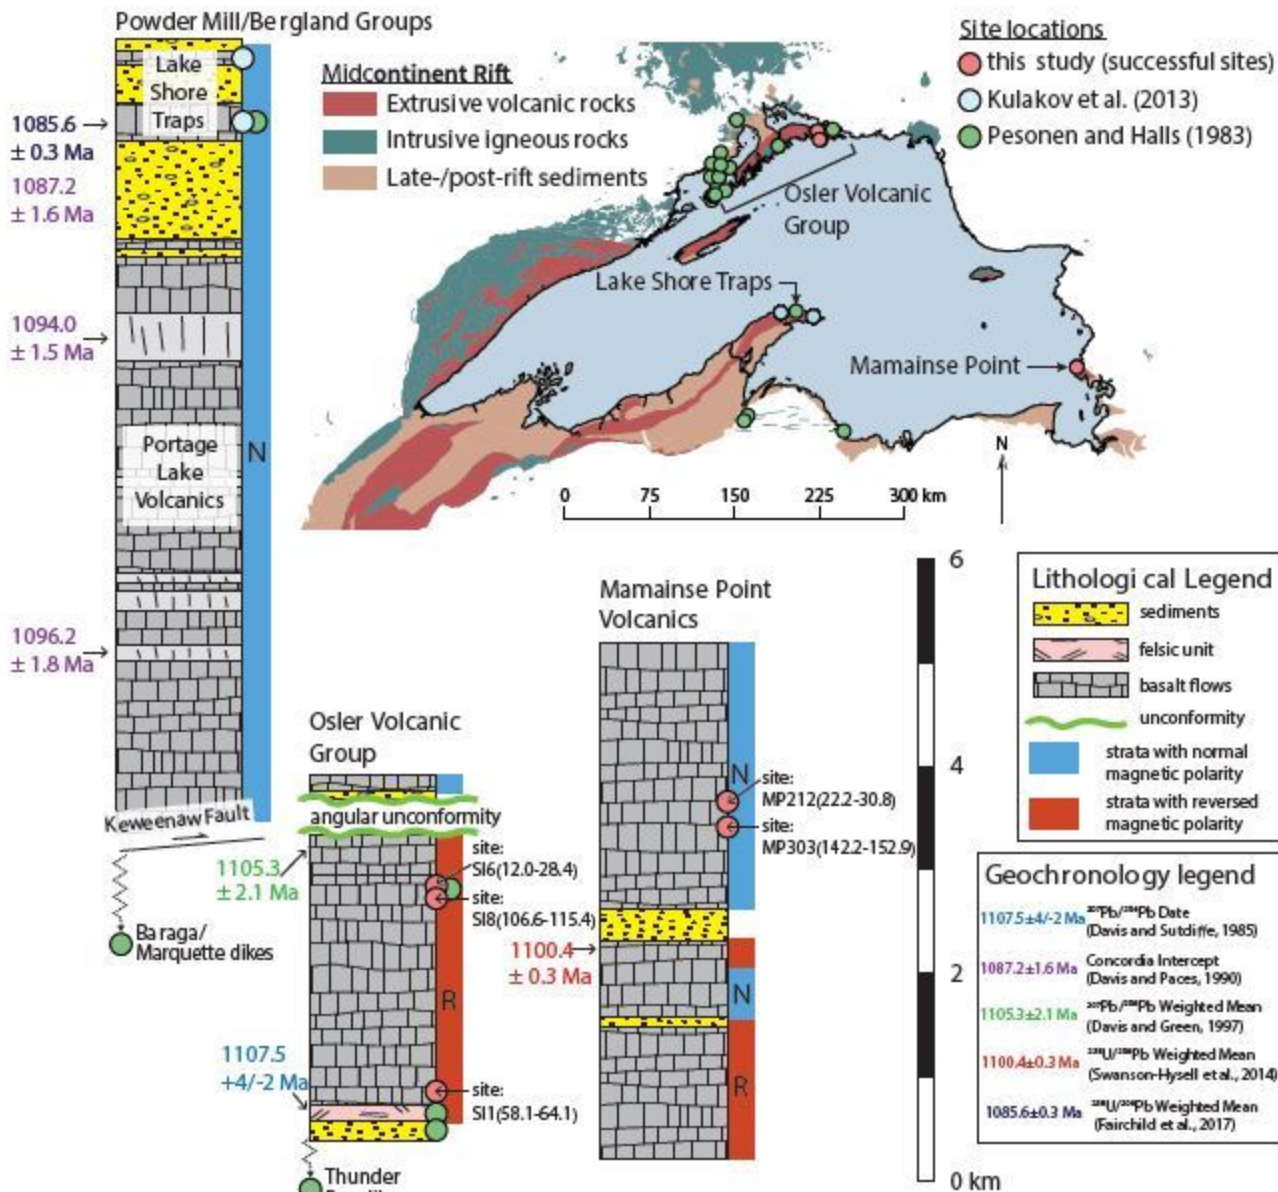 Powder Mill/Bergland Groups
Lake
Shore
Traps
1085.6
± 0.3 Ma
1087.2
± 1.6 Ma
1094.0
± 1.5 Ma
Portage
Lake
Volcanics
N
1096.2
± 1.8 Ma
Keweenaw Fault
Baraga/
Marquette dikes
Midcontinent Rift
Extrusive volcanic rocks
Intrusive igneous rocks
Late-/post-rift sediments
Site locations
this study (successful sites)
Kulakov et al. (2013)
Pesonen and Halls (1983)
Osler Volcanic
Group
Lake Shore Traps
Mamainse Point
N
0 75 150 225 300 km
Osler Volcanic
Group
angular unconformity
1105.3
± 2.1 Ma
site:
SI6(12.0-28.4)
site:
SI8(106.6-115.4)
R
1107.5
+4/-2 Ma
site:
SI1(58.1-64.1)
Thunder
Mamainse Point
Volcanics
N
site:
MP212(22.2-30.8)
site:
MP303(142.2-152.9)
1100.4
± 0.3 Ma
N
R
6
4
2
0 km
Lithological Legend
sediments
felsic unit
basalt flows
unconformity
strata with normal
magnetic polarity
strata with reversed
magnetic polarity
Geochronology legend
1107.5±4/-2 Ma Pb/ Pb Date
(Davis and Sutcliffe, 1985)
1087.2±1.6 Ma Concordia Intercept
(Davis and Paces, 1990)
1105.3±2.1 Ma Pb/ Pb Weighted Mean
(Davis and Green, 1997)
1100.4±0.3 Ma U/ Pb Weighted Mean
(Swanson-Hysell et al., 2014)
1085.6±0.3 Ma U/ Pb Weighted Mean
(Fairchild et al., 2017)